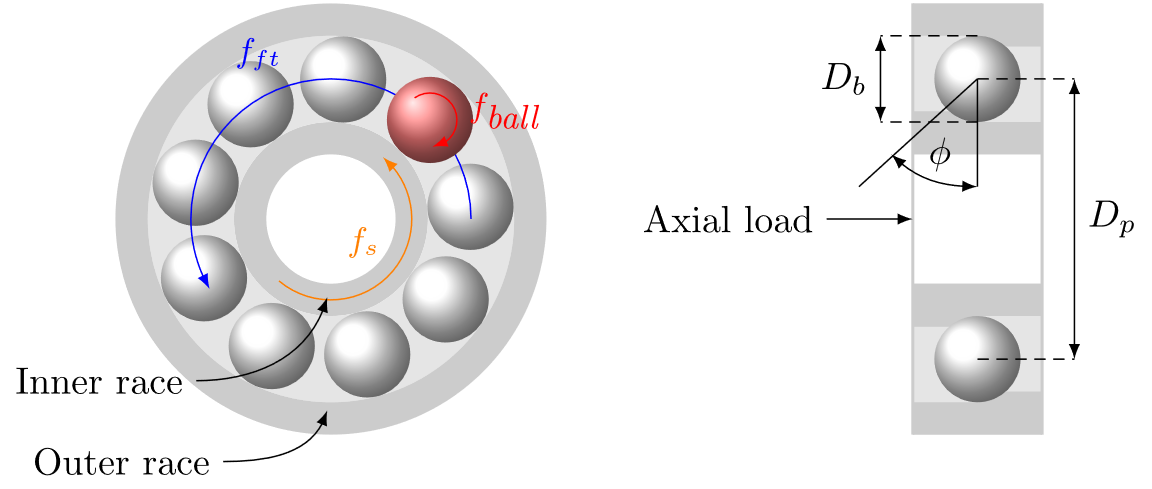 f_ft
f_ball
f_s
Inner race
Outer race
D_b
ϕ
Axial load
D_p